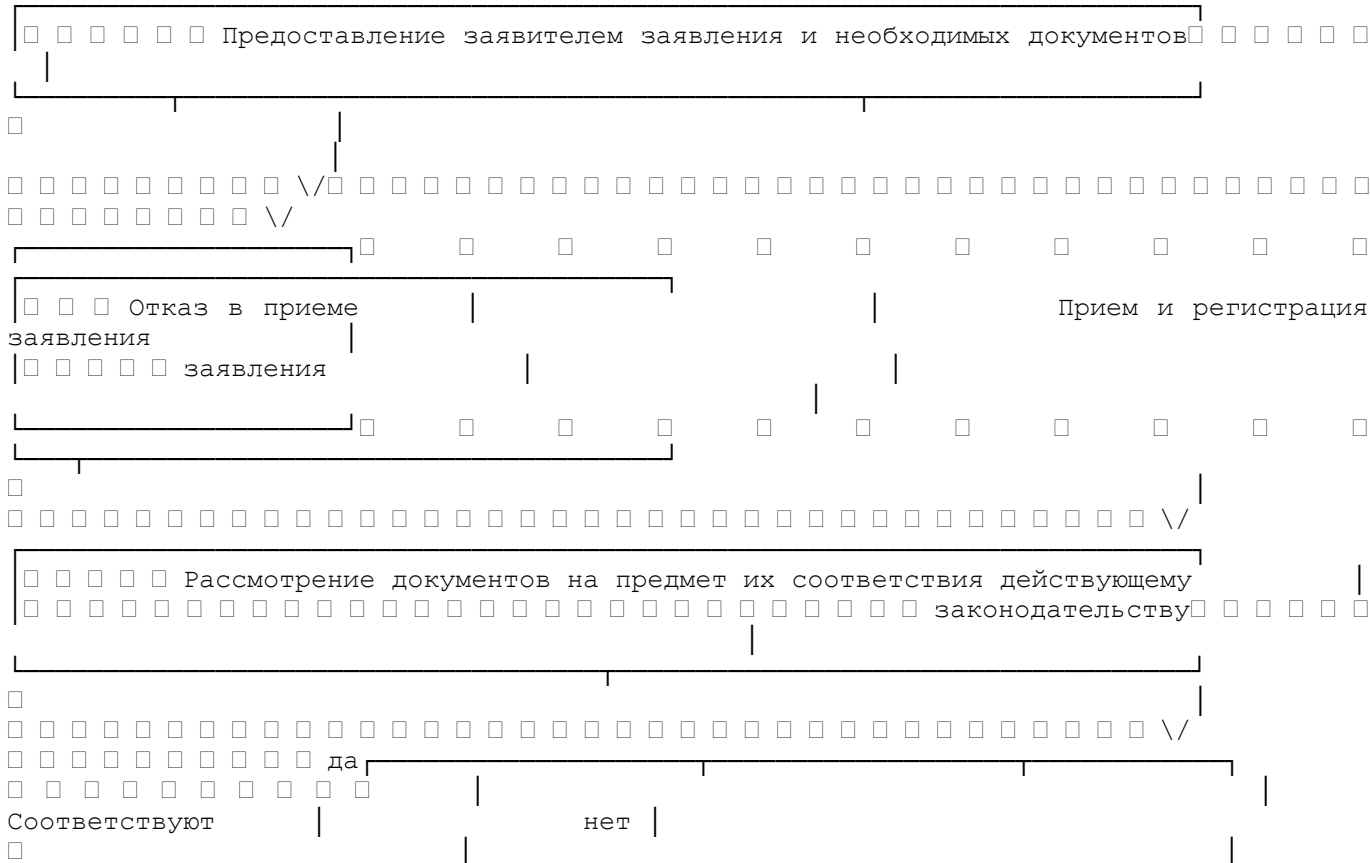 Предоставление заявителем заявления и необходимых документов
\/
\/
Отказ в приеме | | Прием и регистрация
заявления |
заявления
\/
Рассмотрение документов на предмет их соответствия действующему
законодательству
\/
да
Соответствуют | нет |